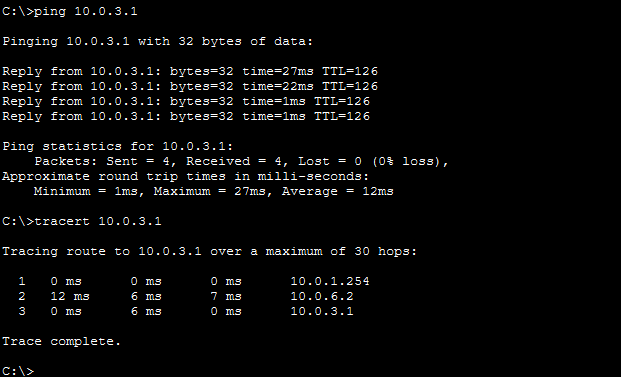 C:\>ping 10.0.3.1
Pinging 10.0.3.1 with 32 bytes of data:
Reply from 10.0.3.1: bytes=32 time=27ms TTL=126
Reply from 10.0.3.1: bytes=32 time=22ms TTL=126
Reply from 10.0.3.1: bytes=32 time=1ms TTL=126
Reply from 10.0.3.1: bytes=32 time=1ms TTL=126
Ping statistics for 10.0.3.1:
    Packets: Sent = 4, Received = 4, Lost = 0 (0% loss),
Approximate round trip times in milli-seconds:
    Minimum = 1ms, Maximum = 27ms, Average = 12ms
C:\>tracert 10.0.3.1
Tracing route to 10.0.3.1 over a maximum of 30 hops:
  1   0 ms      0 ms      0 ms      10.0.1.254
  2   12 ms     6 ms      7 ms      10.0.6.2
  3   0 ms      6 ms      0 ms      10.0.3.1
Trace complete.
C:\>